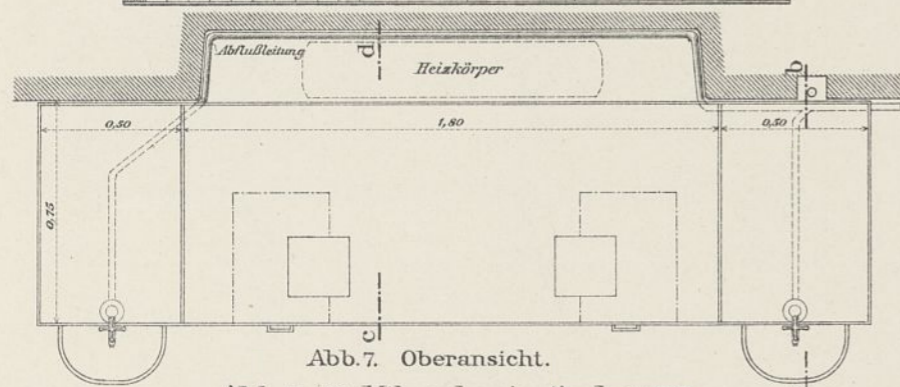 d
Abflußleitung
Heizkörper
b
0,50
1,80
0,50
0,75
c
Abb.7. Oberansicht.